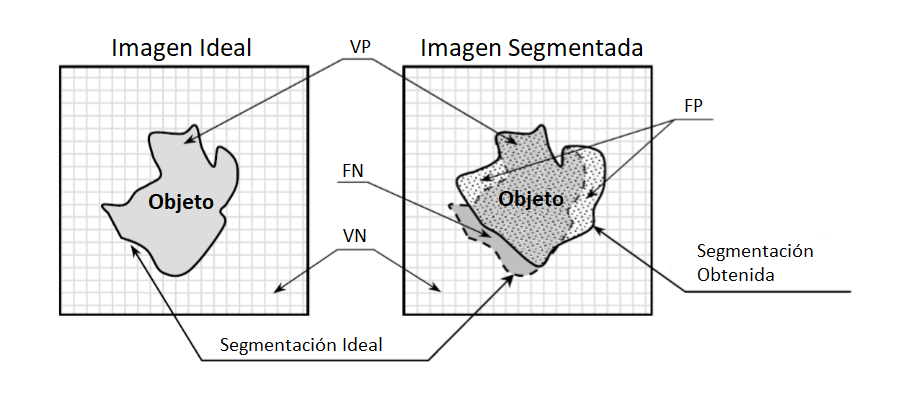 Imagen Ideal
VP
Imagen Segmentada
FP
FN
Objeto
Objeto
VN
Segmentación
Obtenida
Segmentación Ideal